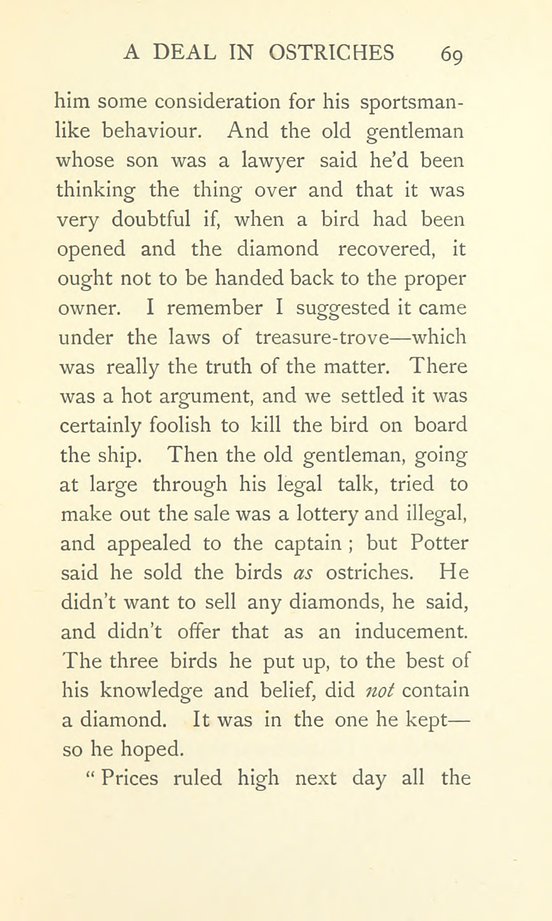 A DEAL IN OSTRICHES 69
him some consideration for his sportsman-
like behaviour. And the old gentleman
whose son was a lawyer said he'd been
thinking the thing over and that it was
very doubtful if, when a bird had been
opened and the diamond recovered, it
ought not to be handed back to the proper
owner. I remember I suggested it came
under the laws of treasure-trove—which
was really the truth of the matter. There
was a hot argument, and we settled it was
certainly foolish to kill the bird on board
the ship. Then the old gentleman, going
at large through his legal talk, tried to
make out the sale was a lottery and illegal,
and appealed to the captain ; but Potter
said he sold the birds as ostriches. He
didn't want to sell any diamonds, he said,
and didn't offer that as an inducement.
The three birds he put up, to the best of
his knowledge and belief, did not contain
a diamond. It was in the one he kept—
so he hoped.
“ Prices ruled high next day all the